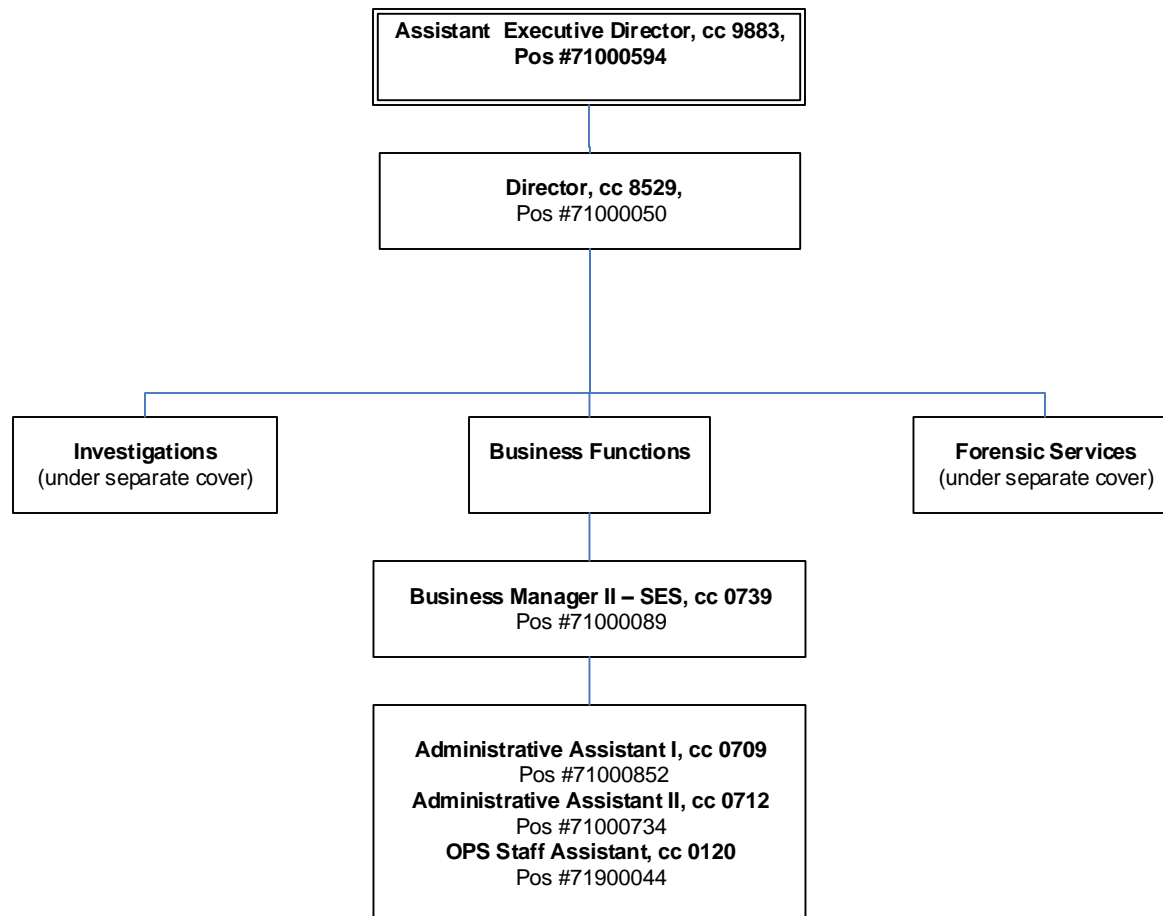 Assistant  Executive Director, cc 9883,
Pos #71000594
Director, cc 8529,
Pos #71000050
Investigations
(under separate cover)
Business Functions
Forensic Services
(under separate cover)
Business Manager II – SES, cc 0739
Pos #71000089
Administrative Assistant I, cc 0709
Pos #71000852
Administrative Assistant II, cc 0712
Pos #71000734
OPS Staff Assistant, cc 0120
Pos #71900044